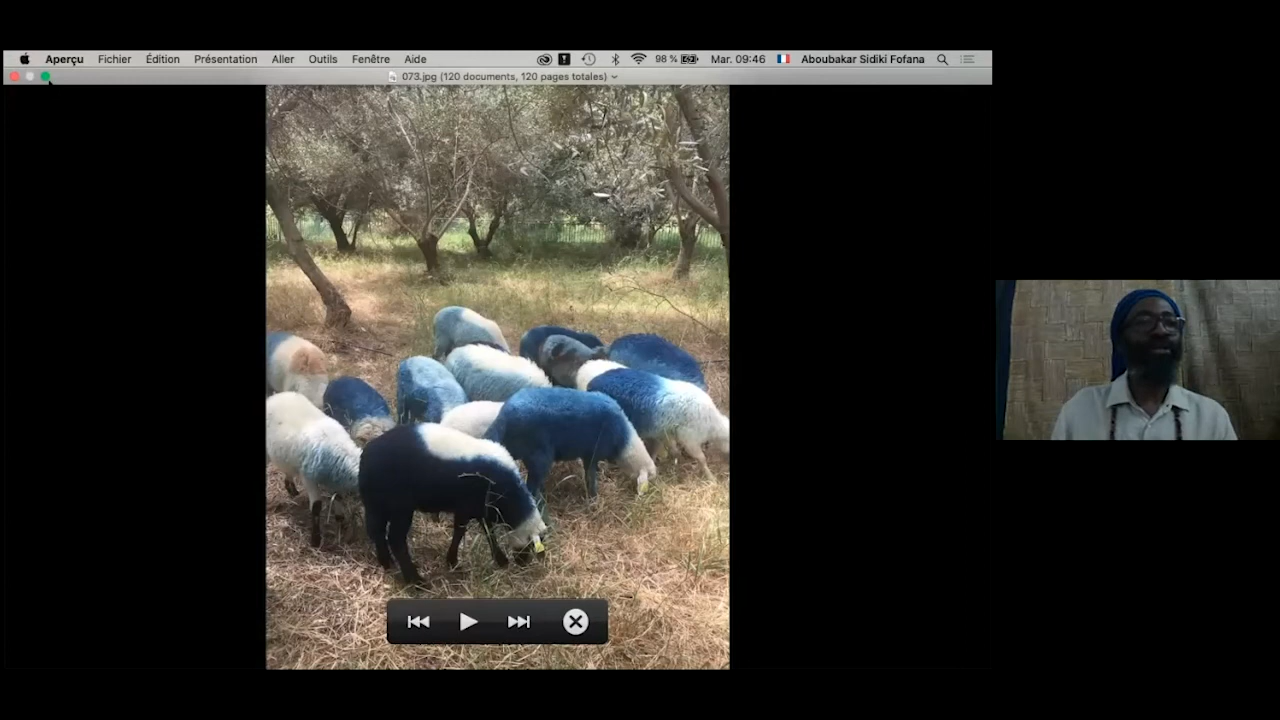 Aperçu Fichier Édition Présentation Aller Outils Fenêtre Aide 98 % Mar. 09:46 Aboubakar Sidiki Fofana
073.jpg (120 documents, 120 pages totales)